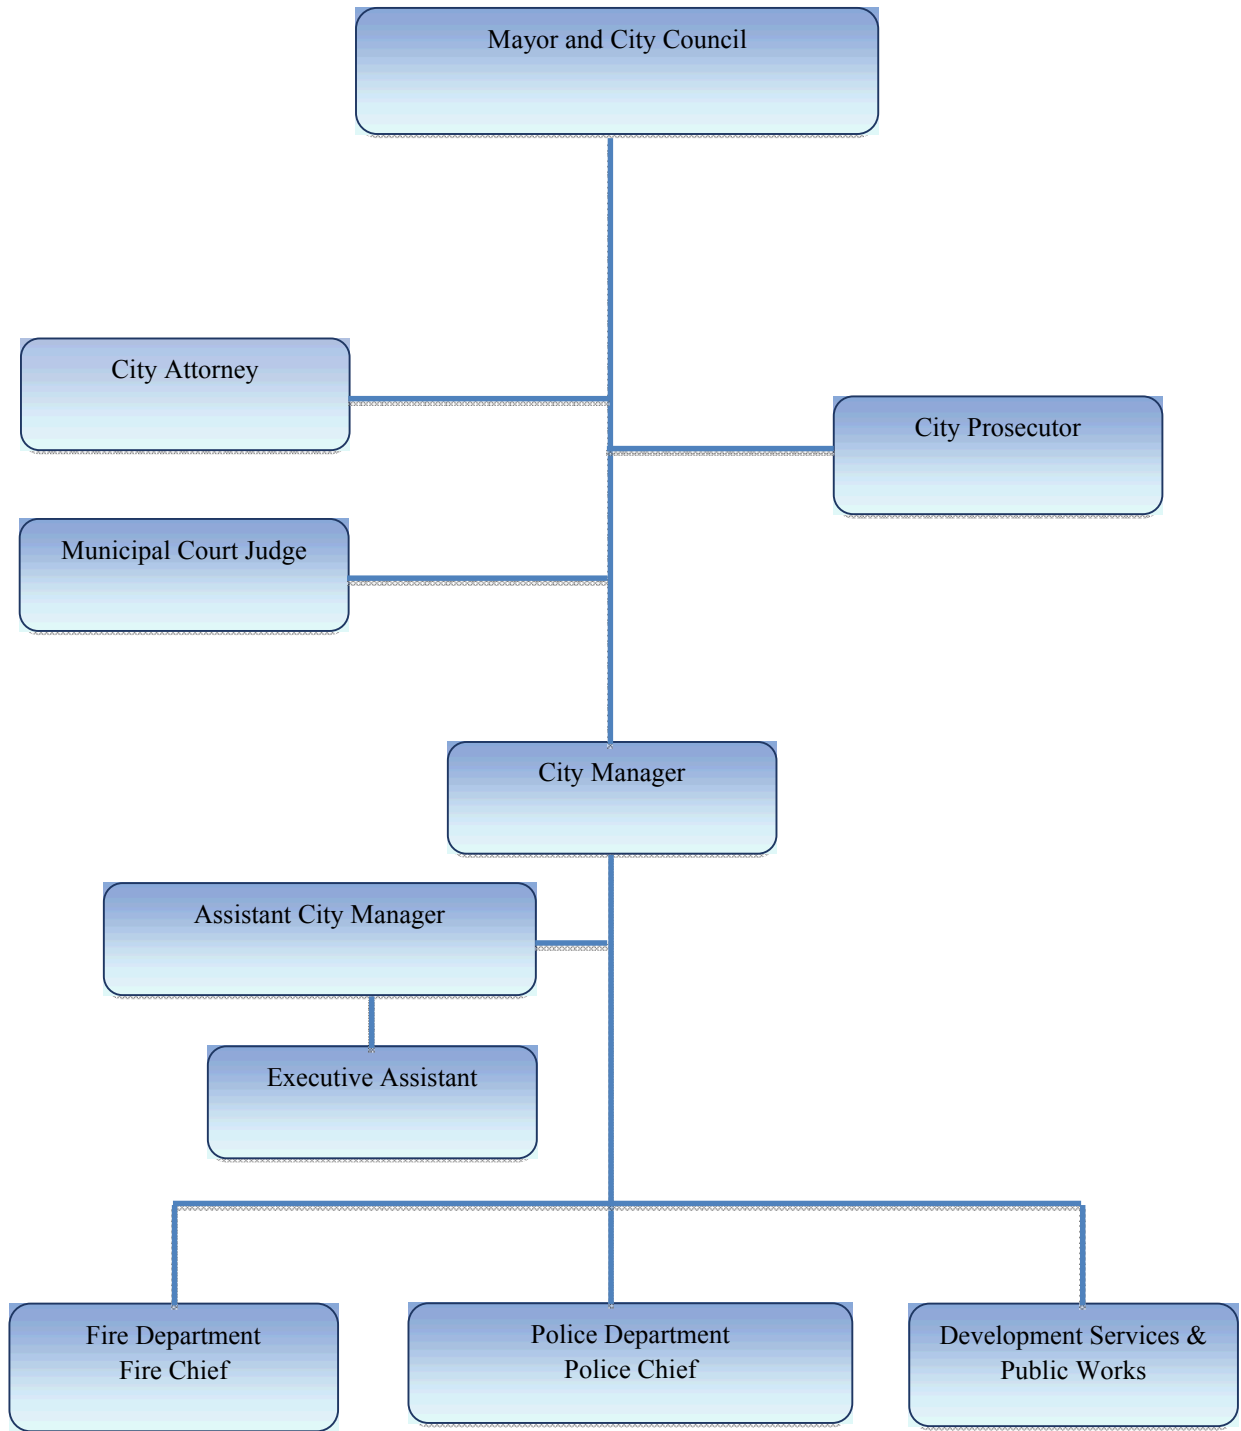 Mayor and City Council
City Attorney
City Prosecutor
Municipal Court Judge
City Manager
Assistant City Manager
Executive Assistant
Fire Department
Fire Chief
Police Department
Police Chief
Development Services &
Public Works